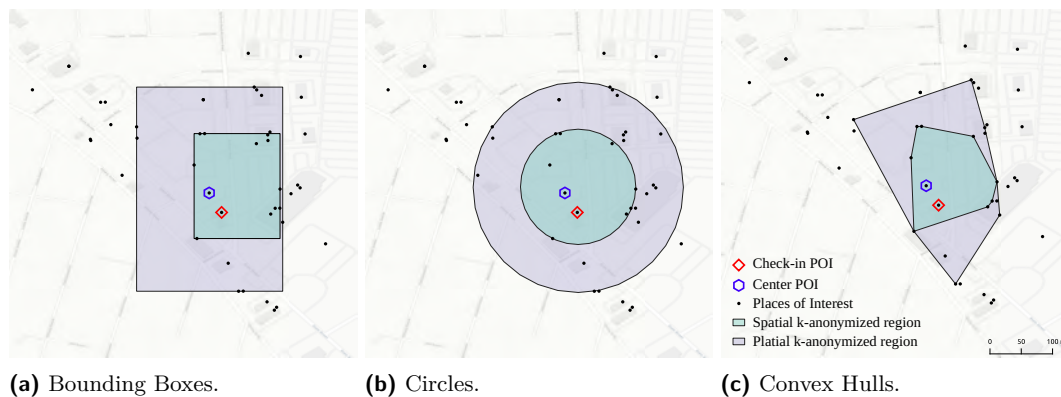 Check-in POI
Center POI
Places of Interest
Spatial k-anonymized region
Platial k-anonymized region
0 50 100
(a) Bounding Boxes.
(b) Circles.
(c) Convex Hulls.